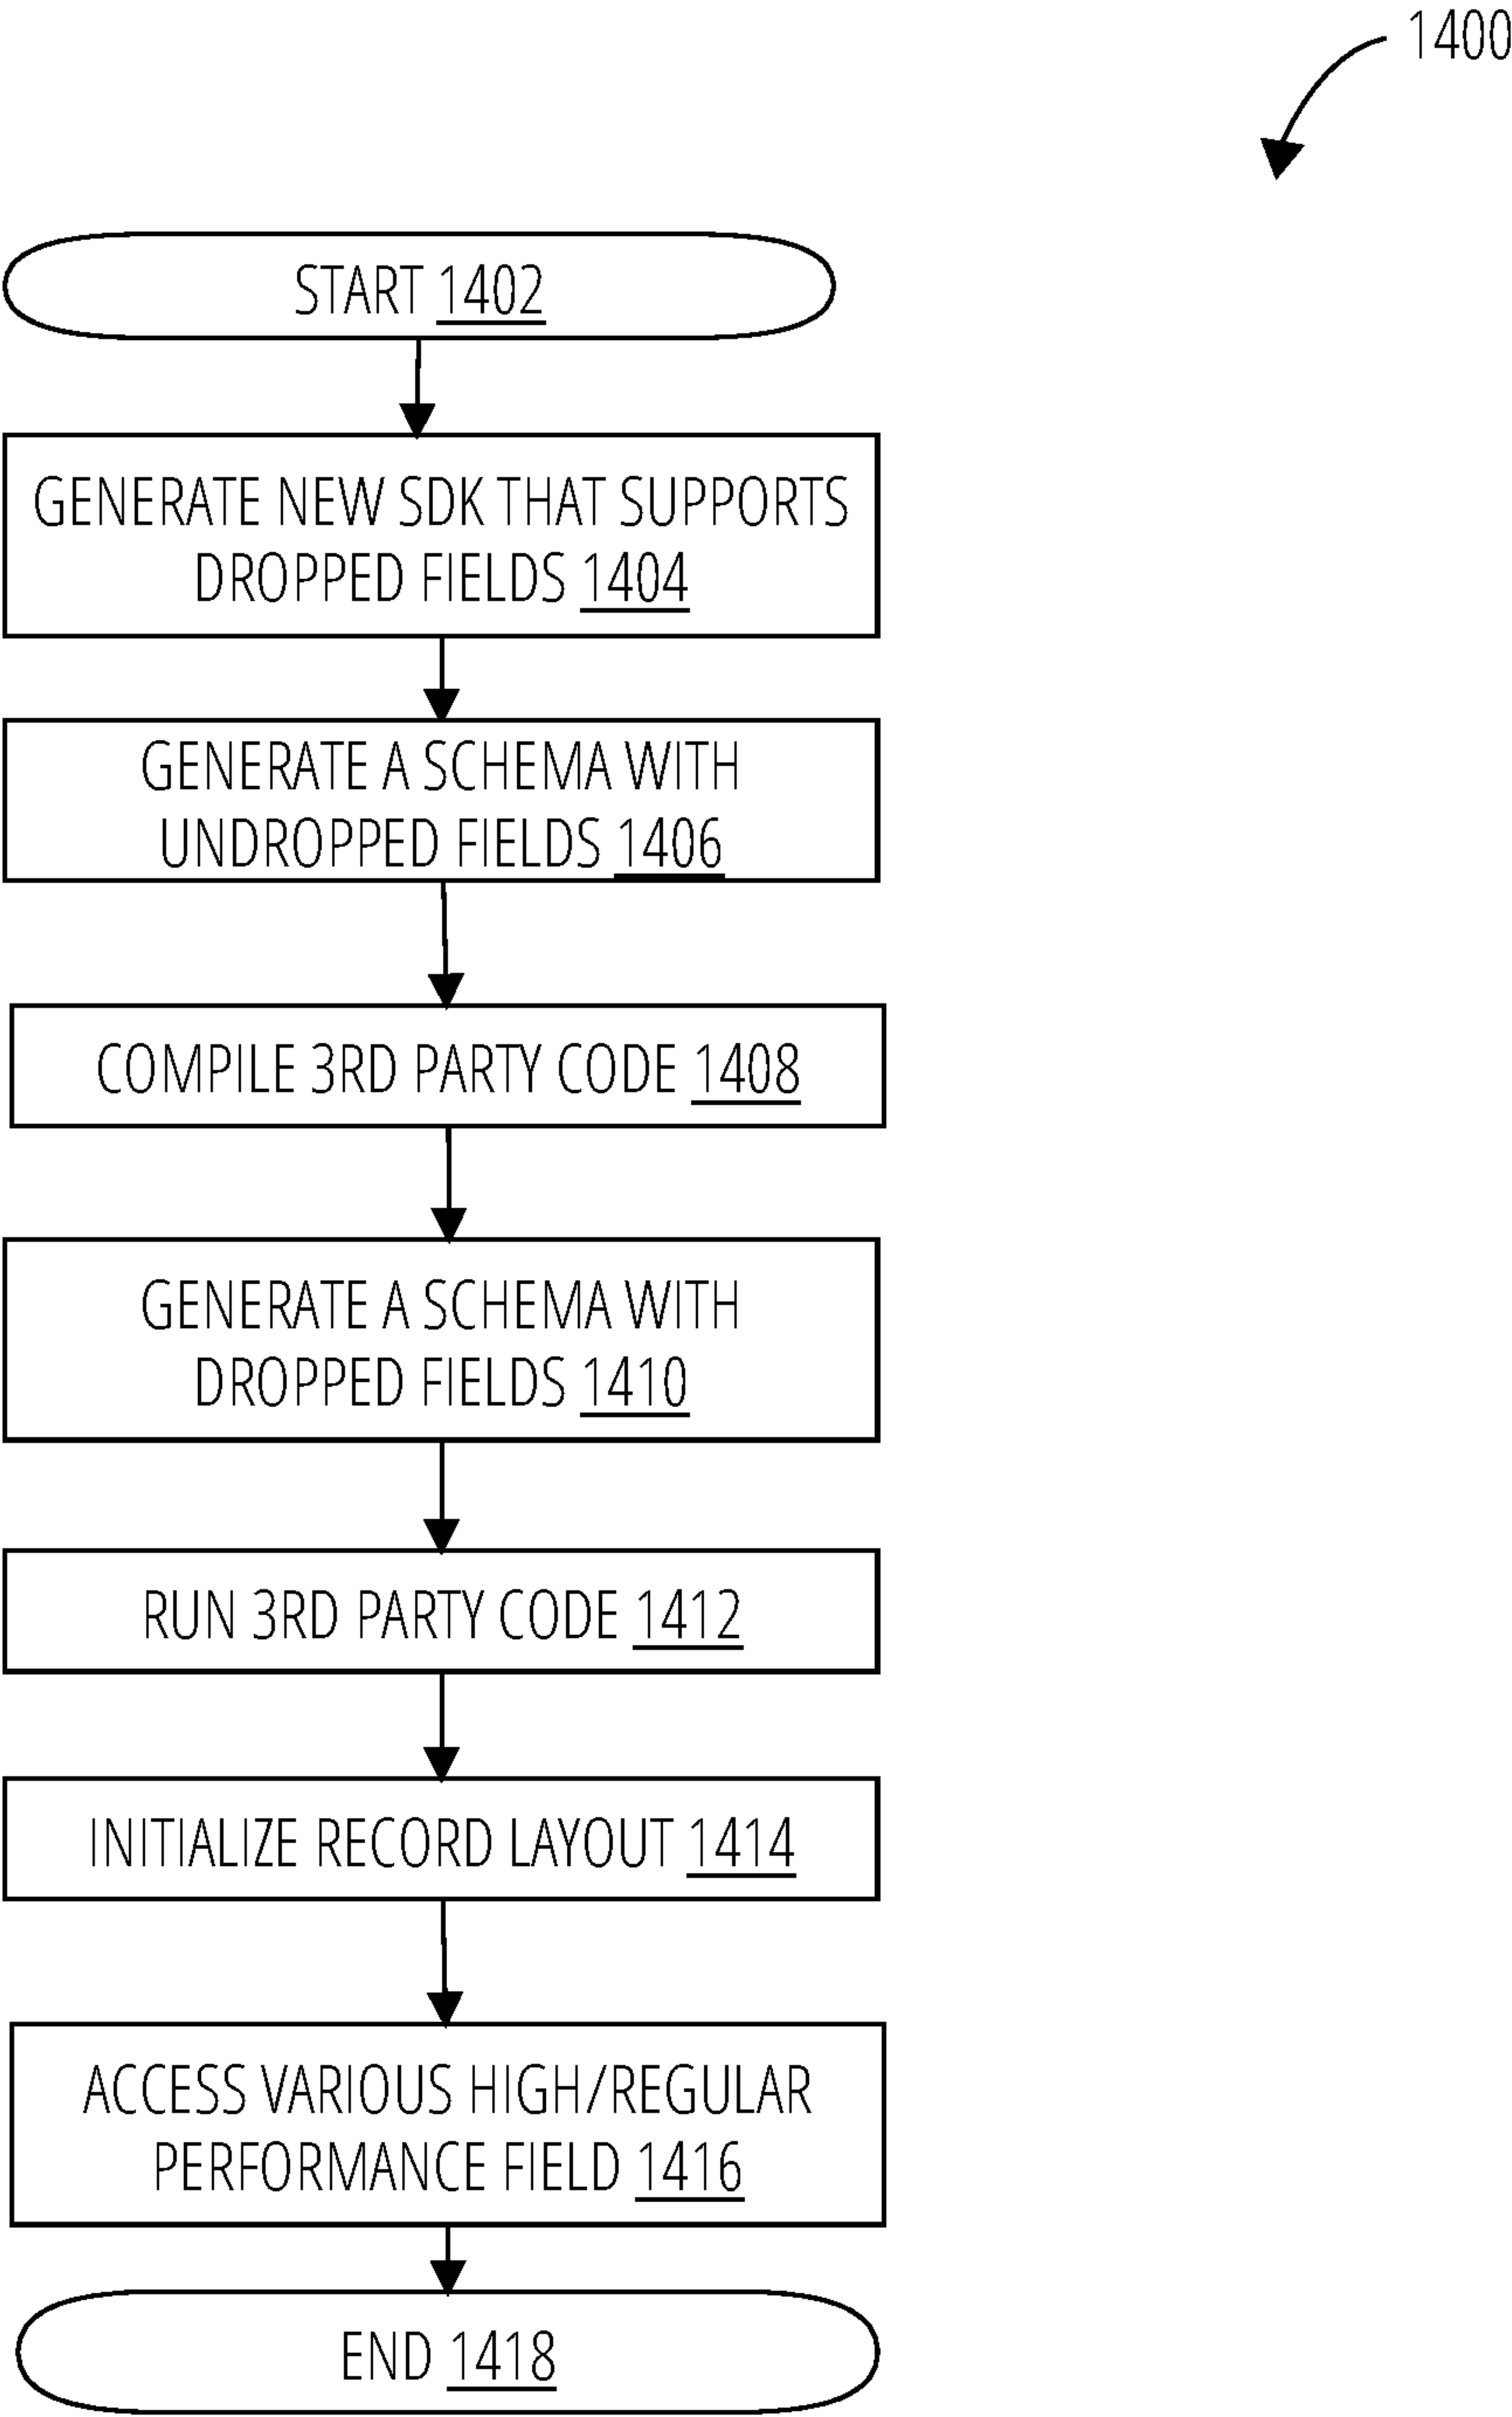 1400
START 1402
GENERATE NEW SDK THAT SUPPORTS
DROPPED FIELDS 1404
GENERATE A SCHEMA WITH
UNDROPPED FIELDS 1406
COMPILE 3RD PARTY CODE 1408
GENERATE A SCHEMA WITH
DROPPED FIELDS 1410
RUN 3RD PARTY CODE 1412
INITIALIZE RECORD LAYOUT 1414
ACCESS VARIOUS HIGH/REGULAR
PERFORMANCE FIELD 1416
END 1418